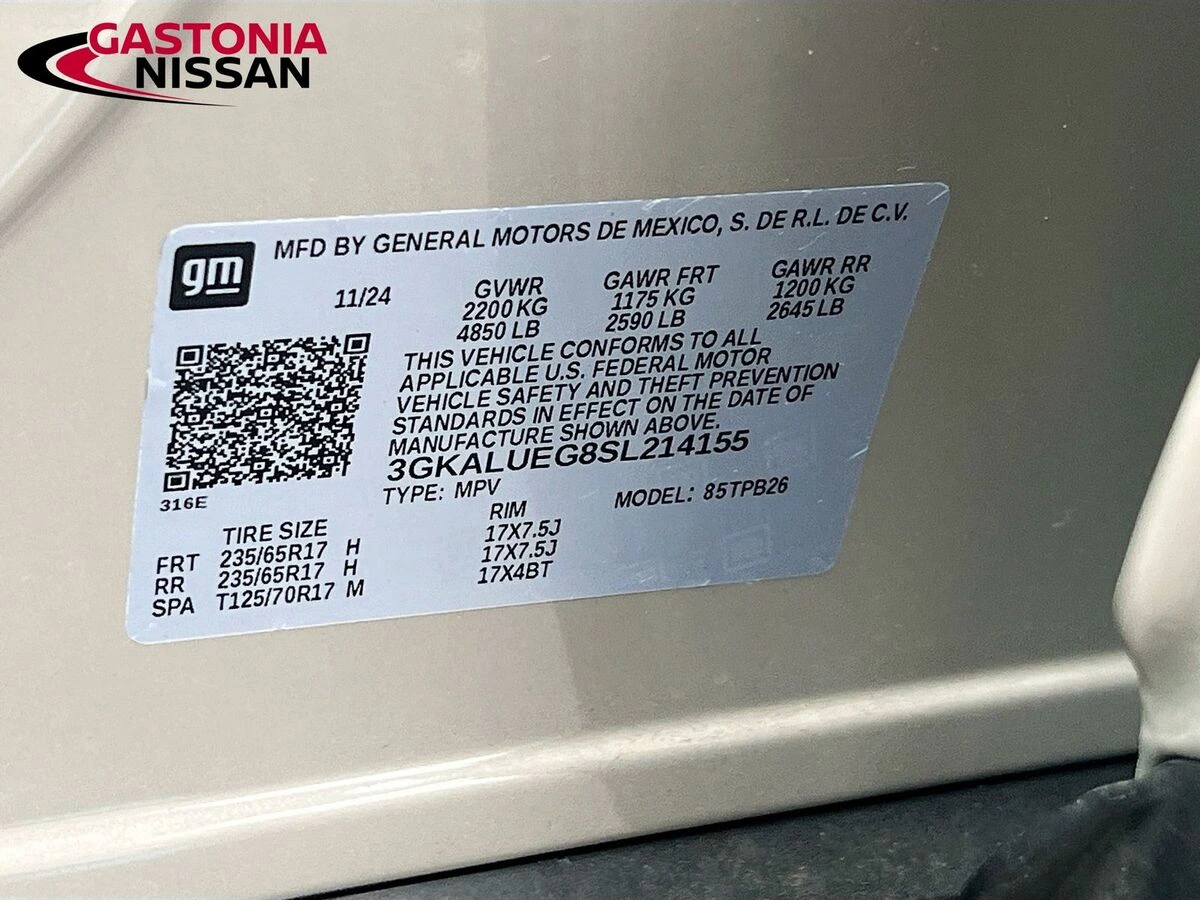 GASTONIA
NISSAN
gm
MFD BY GENERAL MOTORS DE MEXICO, S. DE R.L. DE C.V.
11/24 GVWR GAWR FRT GAWR RR
2200 KG 1175 KG 1200 KG
4850 LB 2590 LB 2645 LB
THIS VEHICLE CONFORMS TO ALL
APPLICABLE U.S. FEDERAL MOTOR
VEHICLE SAFETY AND THEFT PREVENTION
STANDARDS IN EFFECT ON THE DATE OF
MANUFACTURE SHOWN ABOVE.
3GKALUEG8SL214155
316E
TYPE: MPV MODEL: 85TPB26
TIRE SIZE RIM
FRT 235/65R17 H 17X7.5J
RR 235/65R17 H 17X7.5J
SPA T125/70R17 M 17X4BT